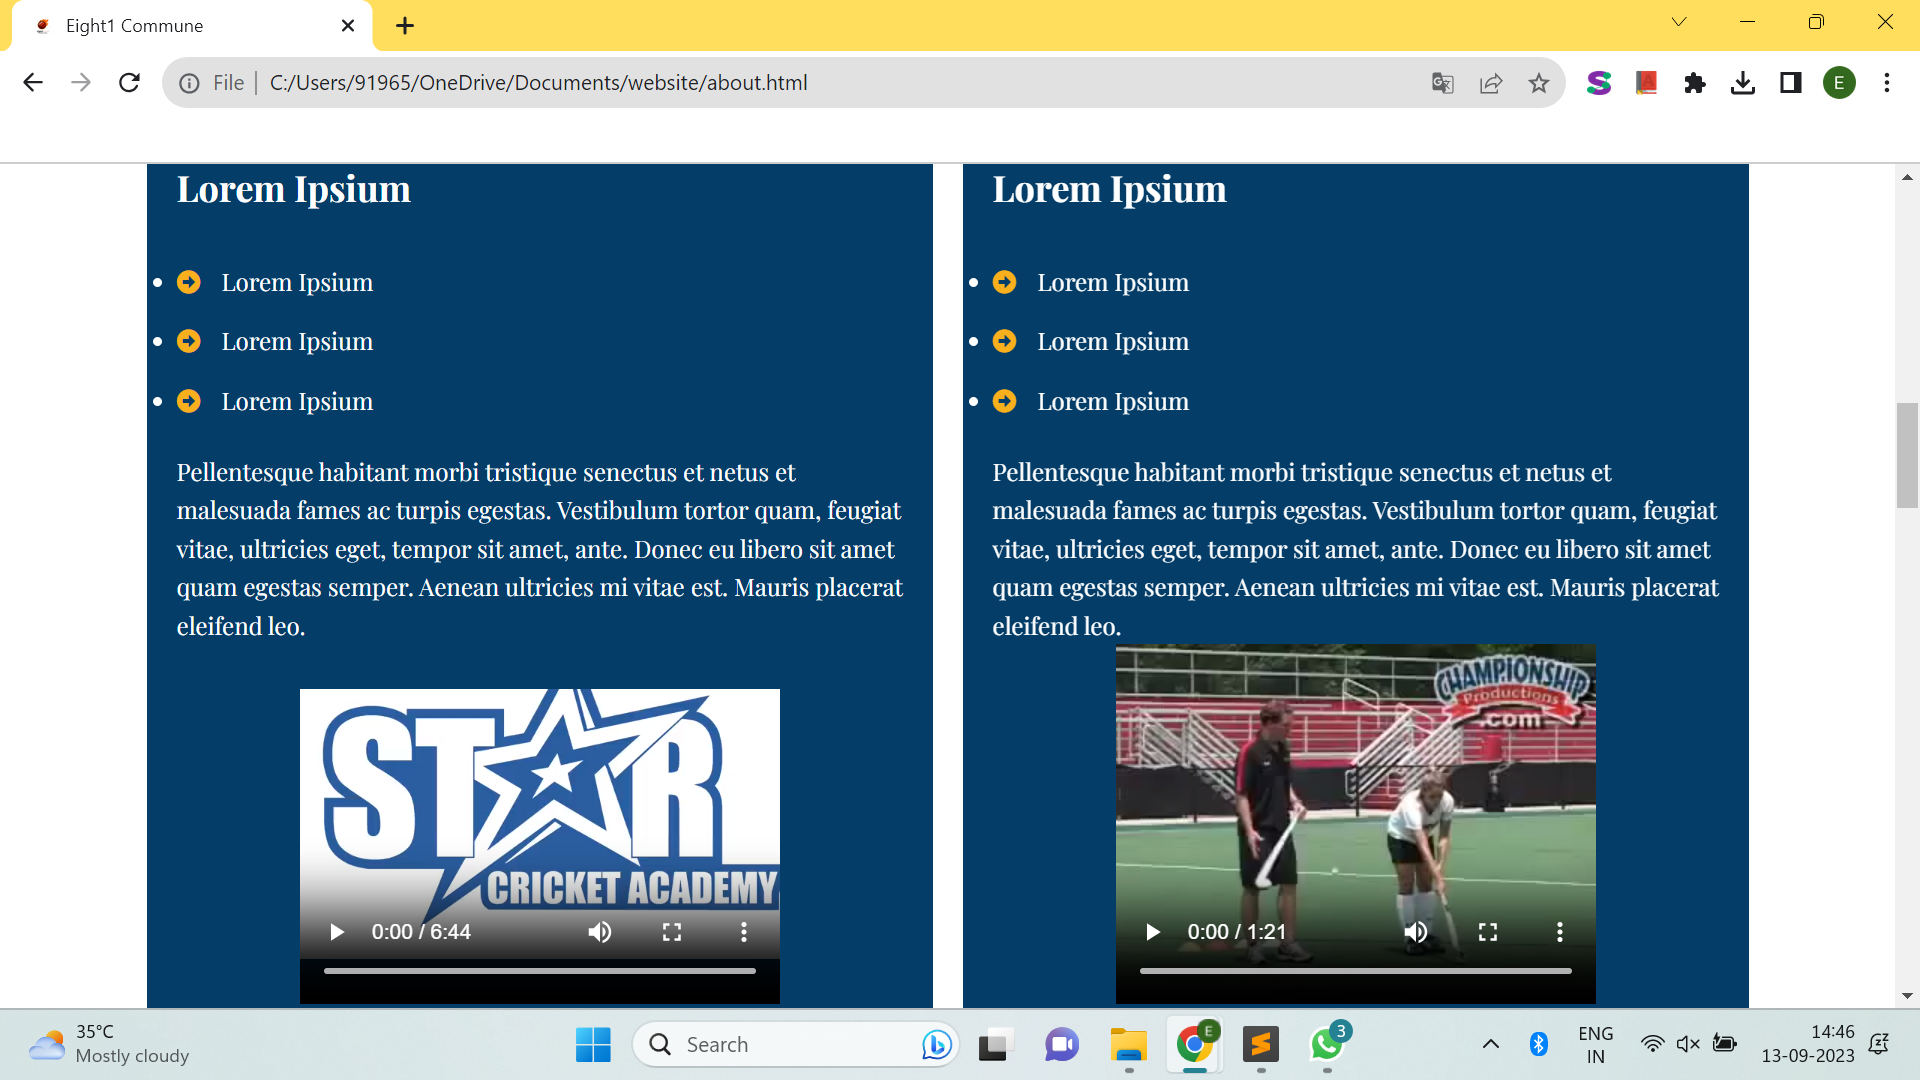 Eight1 Commune
File
C:/Users/91965/OneDrive/Documents/website/about.html
E
Lorem Ipsium
Lorem Ipsium
Lorem Ipsium
Lorem Ipsium
Pellentesque habitant morbi tristique senectus et netus et
malesuada fames ac turpis egestas. Vestibulum tortor quam, feugiat
vitae, ultricies eget, tempor sit amet, ante. Donec eu libero sit amet
quam egestas semper. Aenean ultricies mi vitae est. Mauris placerat
eleifend leo.
STAR
CRICKET ACADEMY
0:00 / 6:44
Lorem Ipsium
Lorem Ipsium
Lorem Ipsium
Lorem Ipsium
Pellentesque habitant morbi tristique senectus et netus et
malesuada fames ac turpis egestas. Vestibulum tortor quam, feugiat
vitae, ultricies eget, tempor sit amet, ante. Donec eu libero sit amet
quam egestas semper. Aenean ultricies mi vitae est. Mauris placerat
eleifend leo.
CHAMPIONSHIP
Productions
.com
0:00 / 1:21
35°C
Mostly cloudy
Search
E
3
ENG
IN
14:46
13-09-2023